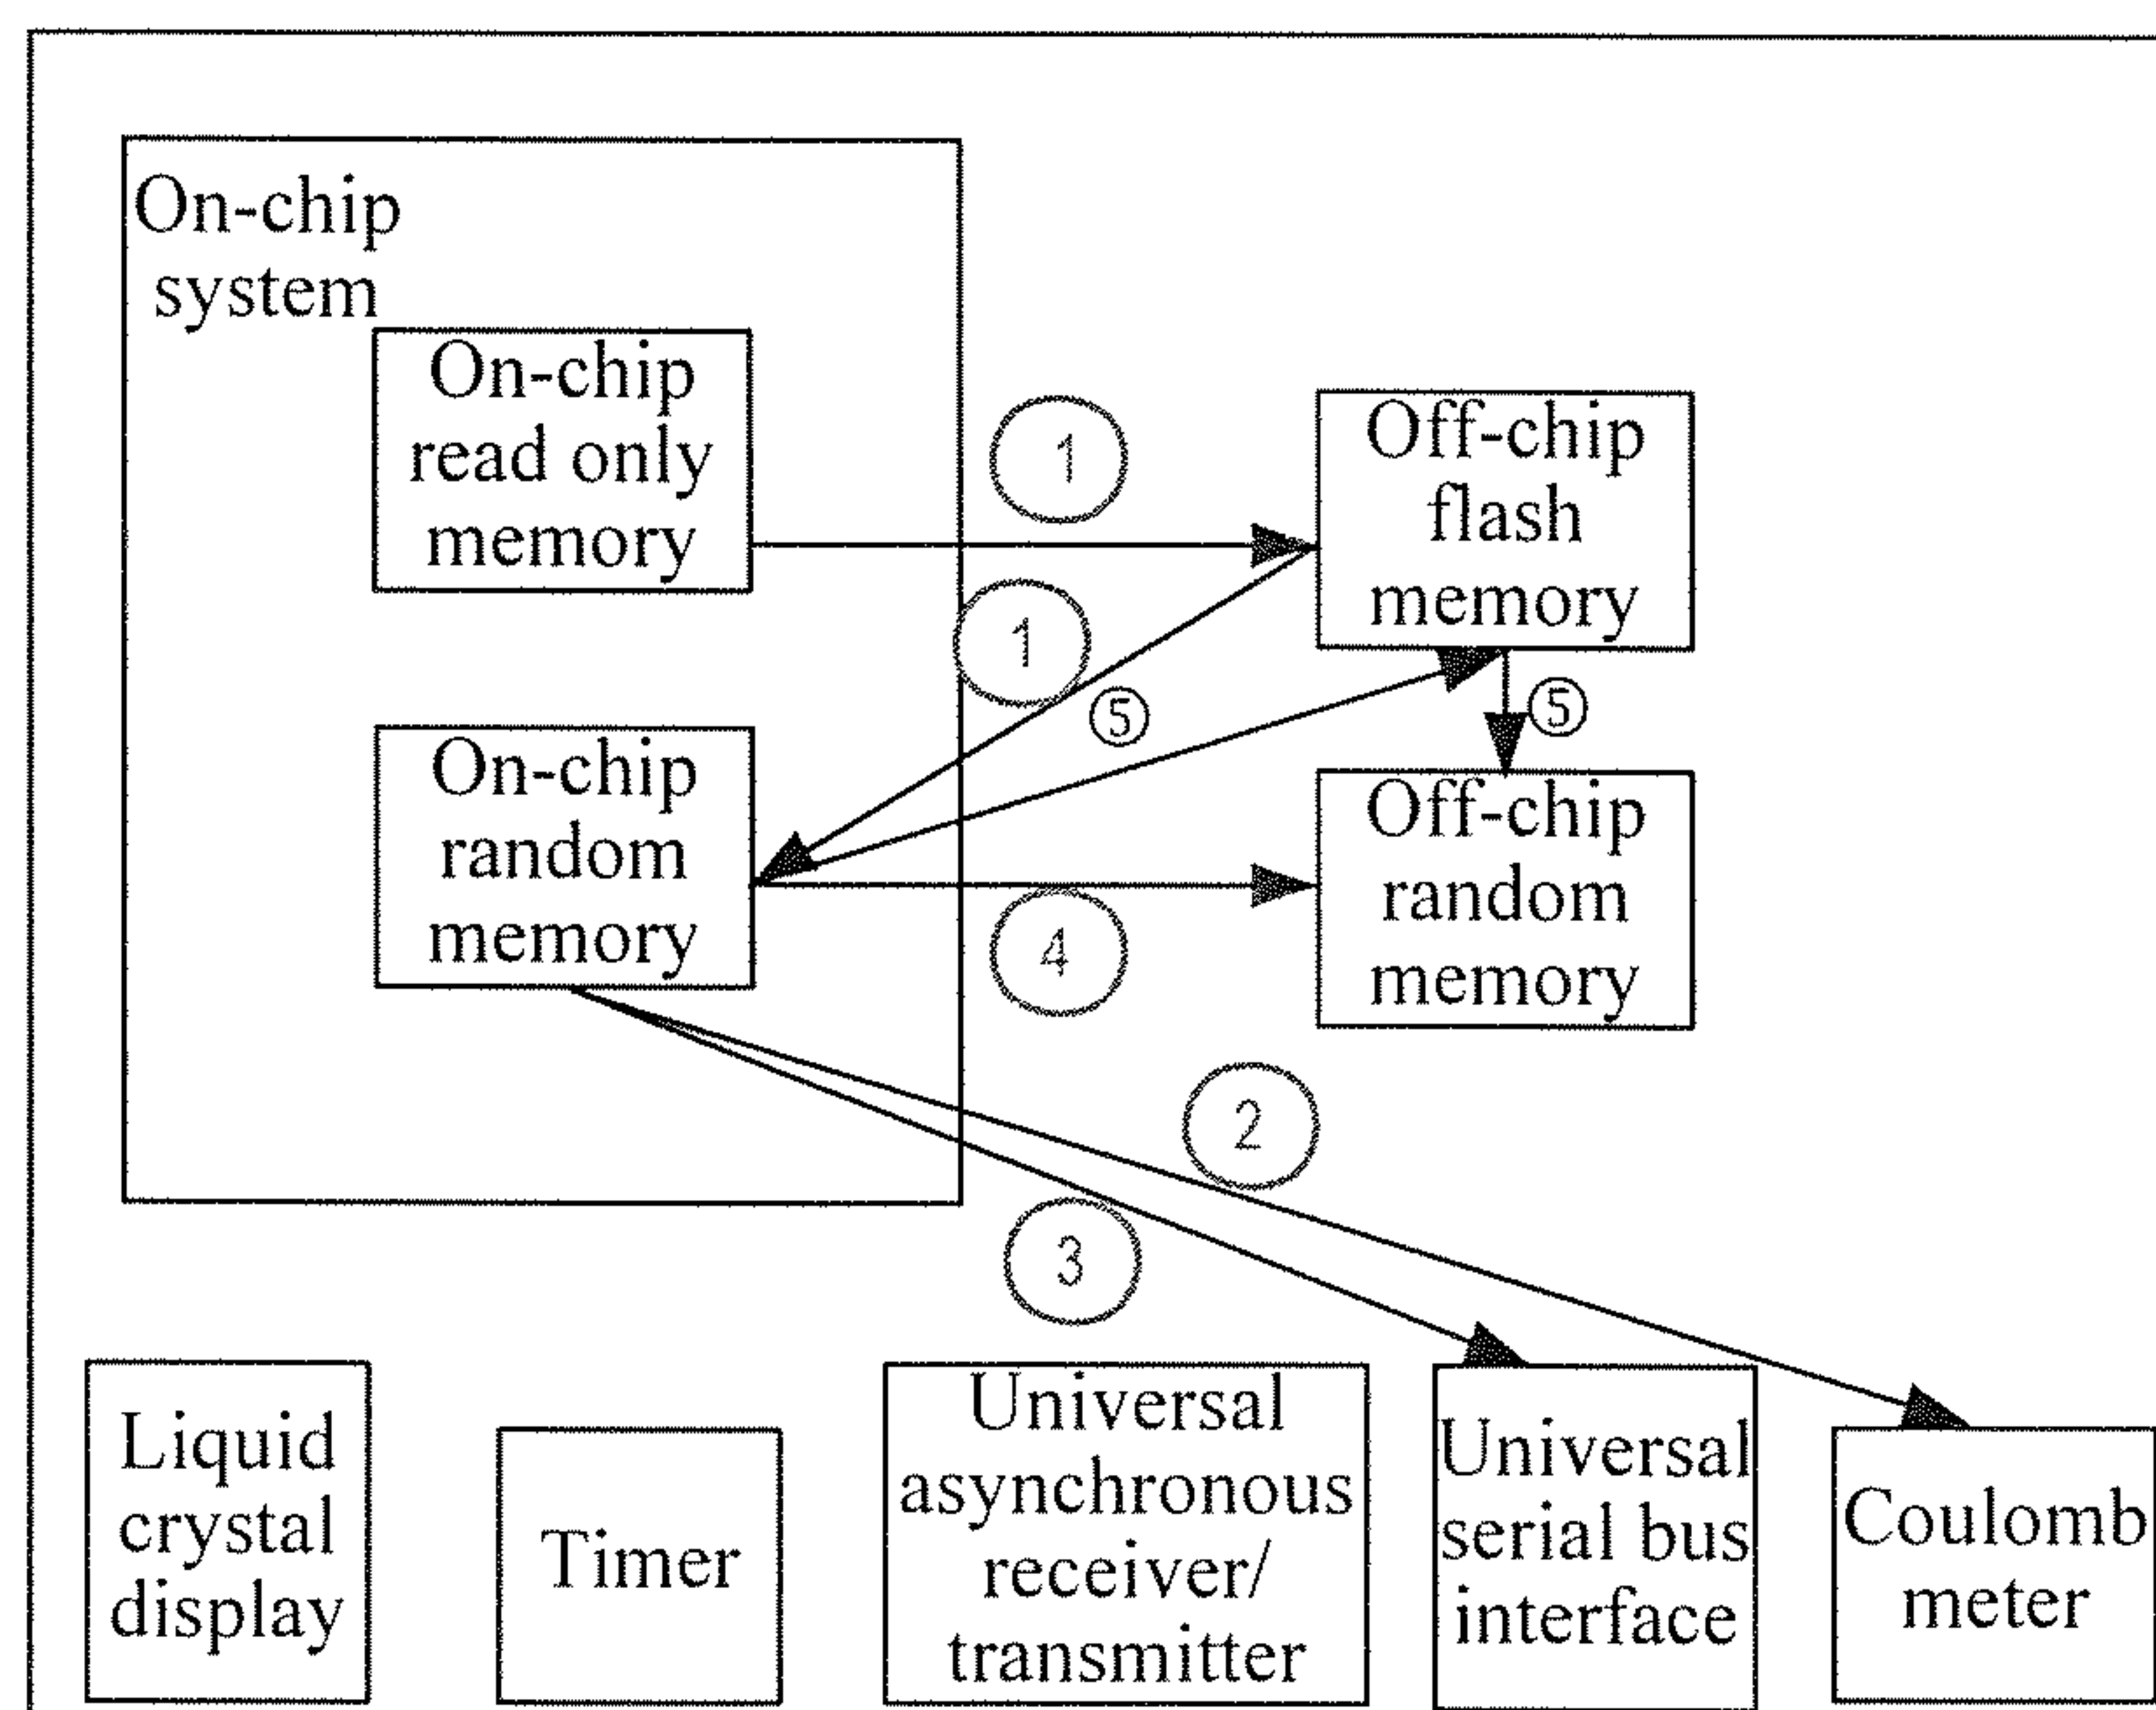 On-chip
system
On-chip
read only
memory
1
Off-chip
flash
memory
1
5
5
On-chip
random
memory
Off-chip
random
memory
4
2
3
Liquid
crystal
display
Timer
Universal
asynchronous
receiver/
transmitter
Universal
serial bus
interface
Coulomb
meter